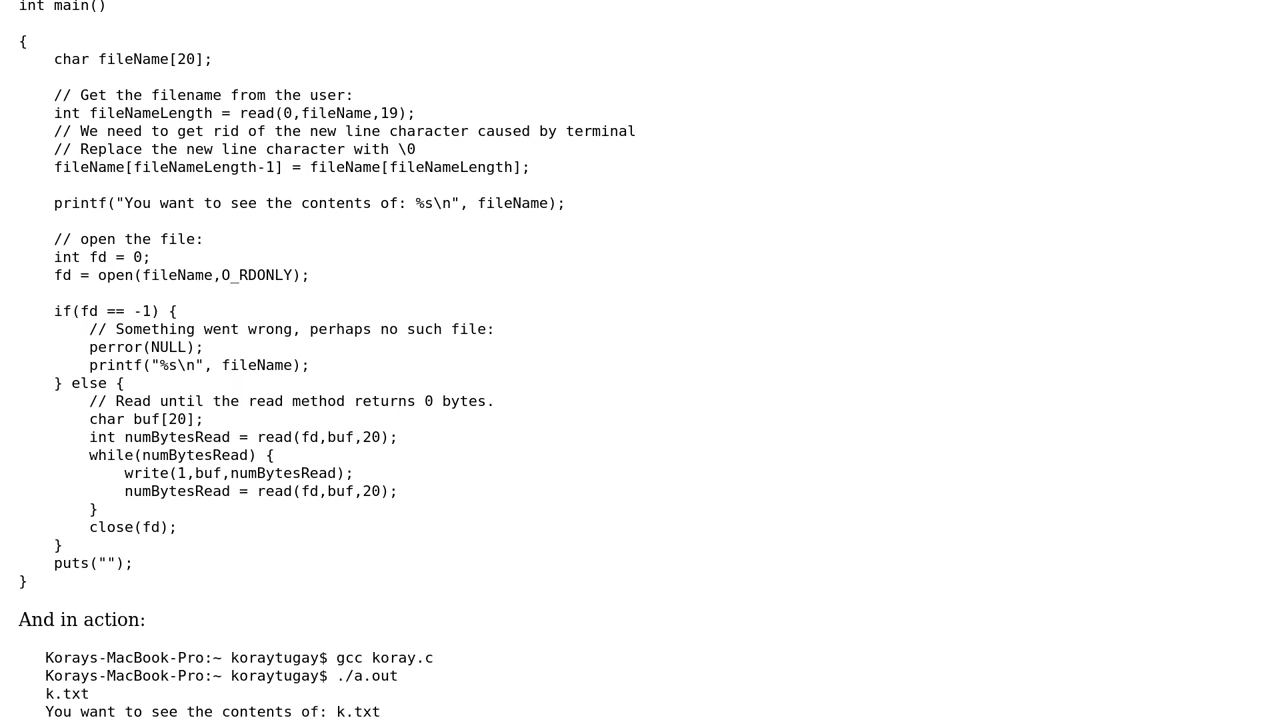 int main()
{
char fileName[20];
// Get the filename from the user:
int fileNameLength = read(0,fileName,19);
// We need to get rid of the new line character caused by terminal
// Replace the new line character with \0
fileName[fileNameLength-1] = fileName[fileNameLength];
printf("You want to see the contents of: %s\n", fileName);
// open the file:
int fd = 0;
fd = open(fileName,O_RDONLY);
if(fd == -1) {
// Something went wrong, perhaps no such file:
perror(NULL);
printf("%s\n", fileName);
} else {
// Read until the read method returns 0 bytes.
char buf[20];
int numBytesRead = read(fd,buf,20);
while(numBytesRead) {
write(1,buf,numBytesRead);
numBytesRead = read(fd,buf,20);
}
close(fd);
}
puts("");
}
And in action:
Korays-MacBook-Pro:~ koraytugay$ gcc koray.c
Korays-MacBook-Pro:~ koraytugay$ ./a.out
k.txt
You want to see the contents of: k.txt